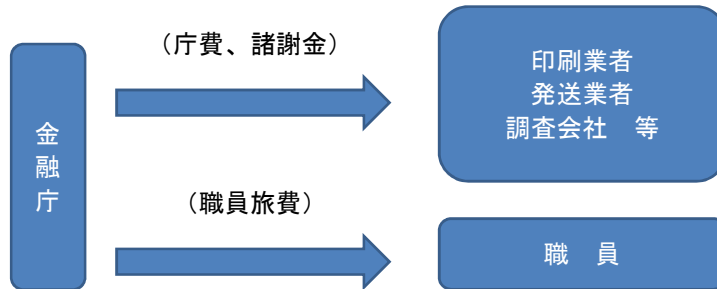 （庁費、諸謝金）
印刷業者
発送業者
調査会社　等
金
融
庁
（職員旅費）
職　員